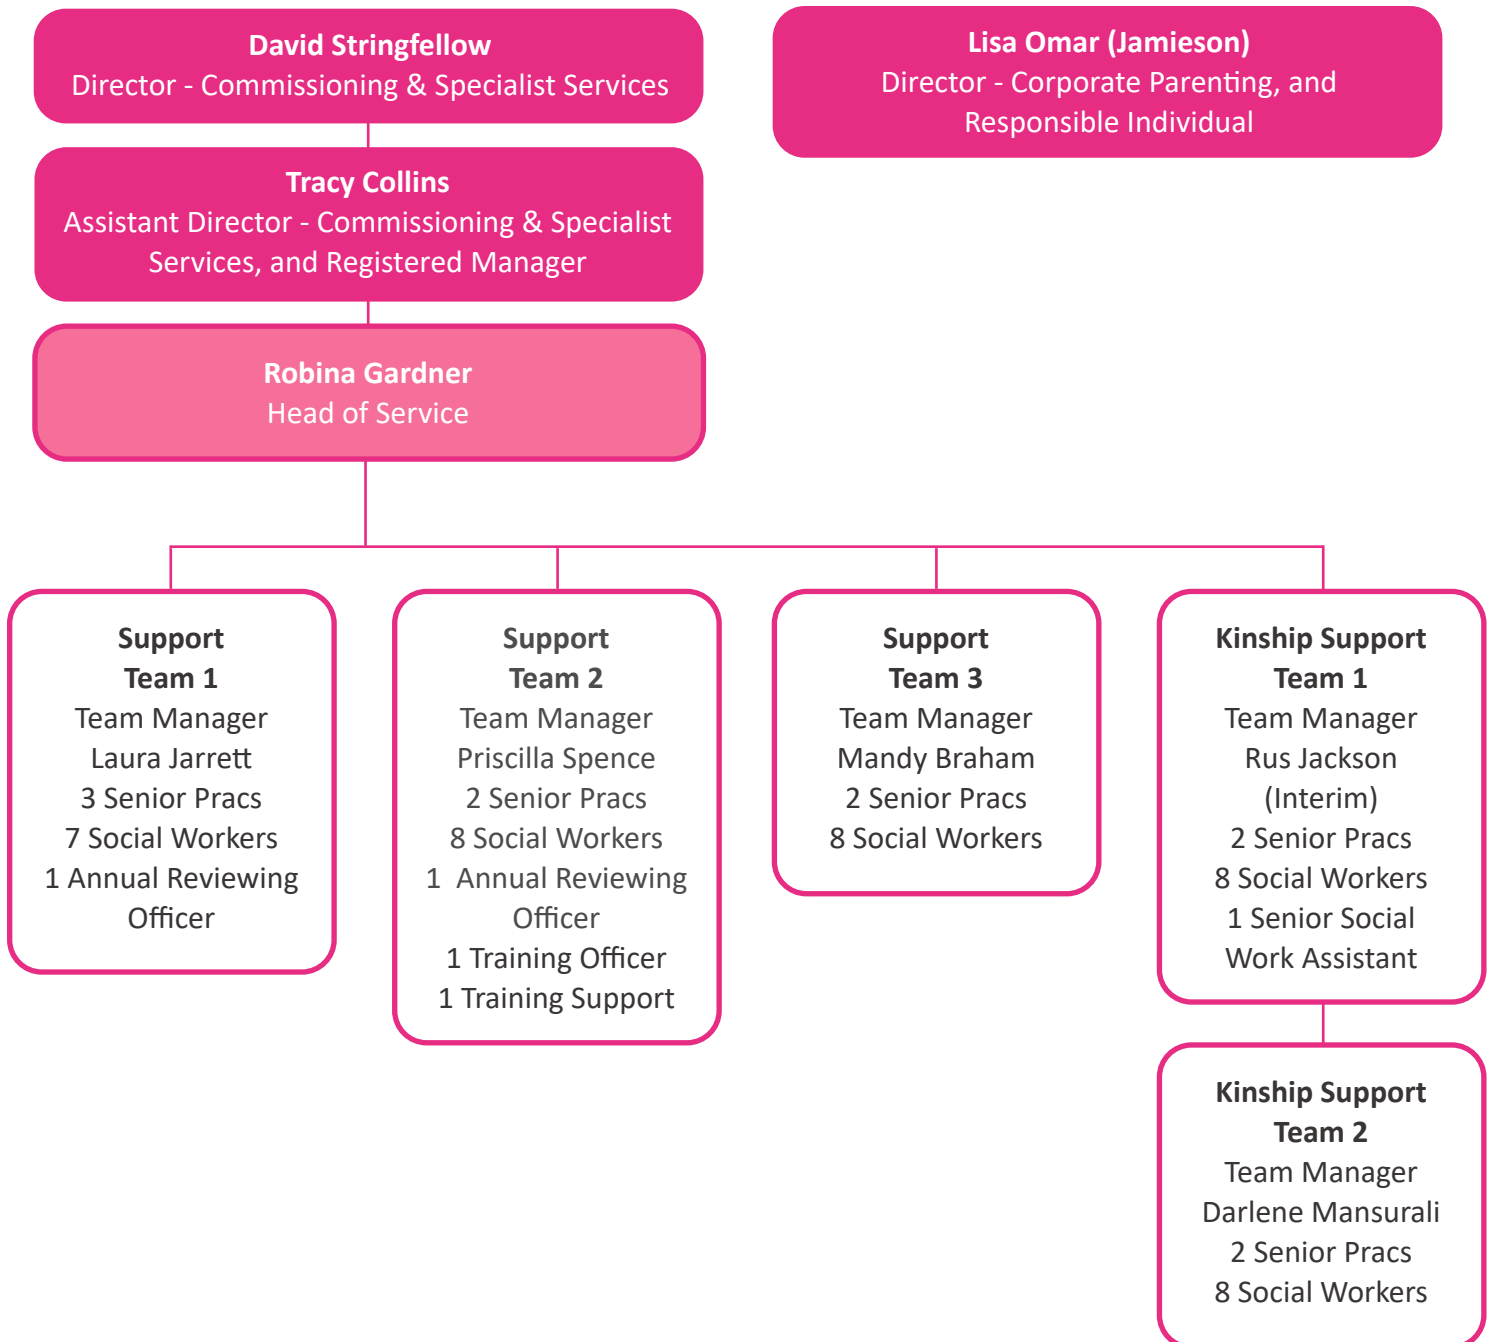 David Stringfellow
Director - Commissioning & Specialist Services
Lisa Omar (Jamieson)
Director - Corporate Parenting, and
Responsible Individual
Tracy Collins
Assistant Director - Commissioning & Specialist
Services, and Registered Manager
Robina Gardner
Head of Service
Support
Team 1
Team Manager
Laura Jarrett
3 Senior Pracs
7 Social Workers
1 Annual Reviewing
Officer
Support
Team 2
Team Manager
Priscilla Spence
2 Senior Pracs
8 Social Workers
1 Annual Reviewing
Officer
1 Training Officer
1 Training Support
Support
Team 3
Team Manager
Mandy Braham
2 Senior Pracs
8 Social Workers
Kinship Support
Team 1
Team Manager
Rus Jackson
(Interim)
2 Senior Pracs
8 Social Workers
1 Senior Social
Work Assistant
Kinship Support
Team 2
Team Manager
Darlene Mansurali
2 Senior Pracs
8 Social Workers